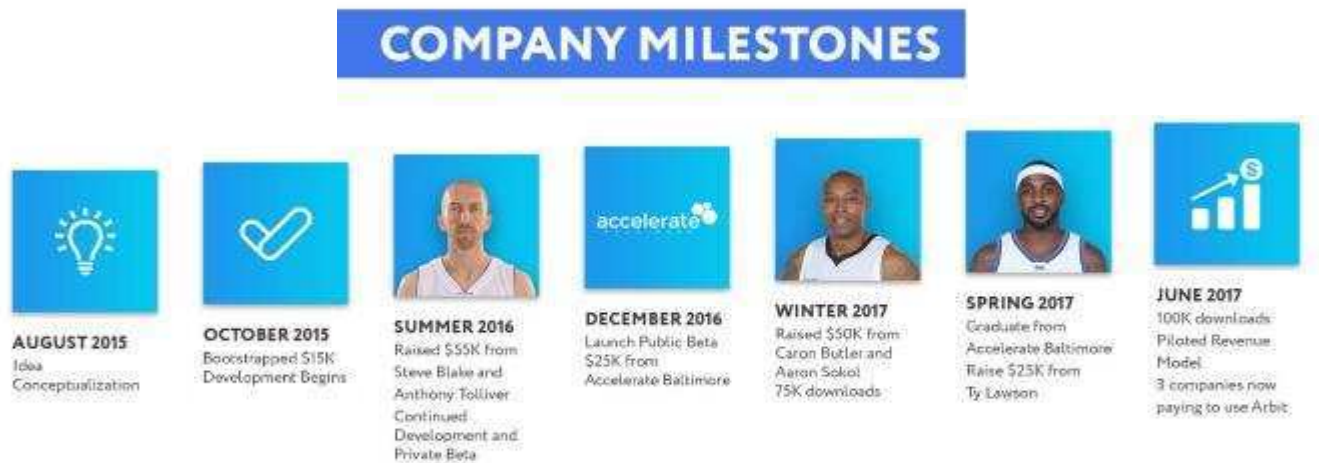 COMPANY MILESTONES
AUGUST 2015
Idea
Conceptualization
OCTOBER 2015
Bootstrapped $15K
Development Begins
SUMMER 2016
Raised $55K from
Steve Blake and
Anthony Tolliver
Continued
Development and
Private Beta
accelerate
DECEMBER 2016
Launch Public Beta
$25K from
Accelerate Baltimore
WINTER 2017
Raised $50K from
Caron Butler and
Aaron Sokol
75K downloads
SPRING 2017
Graduate from
Accelerate Baltimore
Raise $25K from
Ty Lawson
$
JUNE 2017
100K downloads
Piloted Revenue
Model
3 companies now
paying to use Arbit